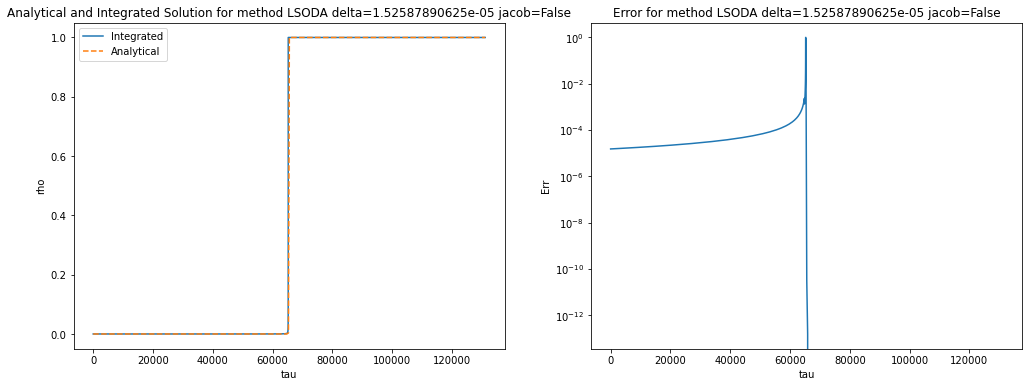 Analytical and Integrated Solution for method LSODA delta=1.52587890625e-05 jacob=False
Integrated
Analytical
1.0
0.8
0.6
0.4
0.2
0.0
rho
0 20000 40000 60000 80000 100000 120000
tau
Error for method LSODA delta=1.52587890625e-05 jacob=False
10⁰
10⁻²
10⁻⁴
10⁻⁶
10⁻⁸
10⁻¹⁰
10⁻¹²
Err
0 20000 40000 60000 80000 100000 120000
tau